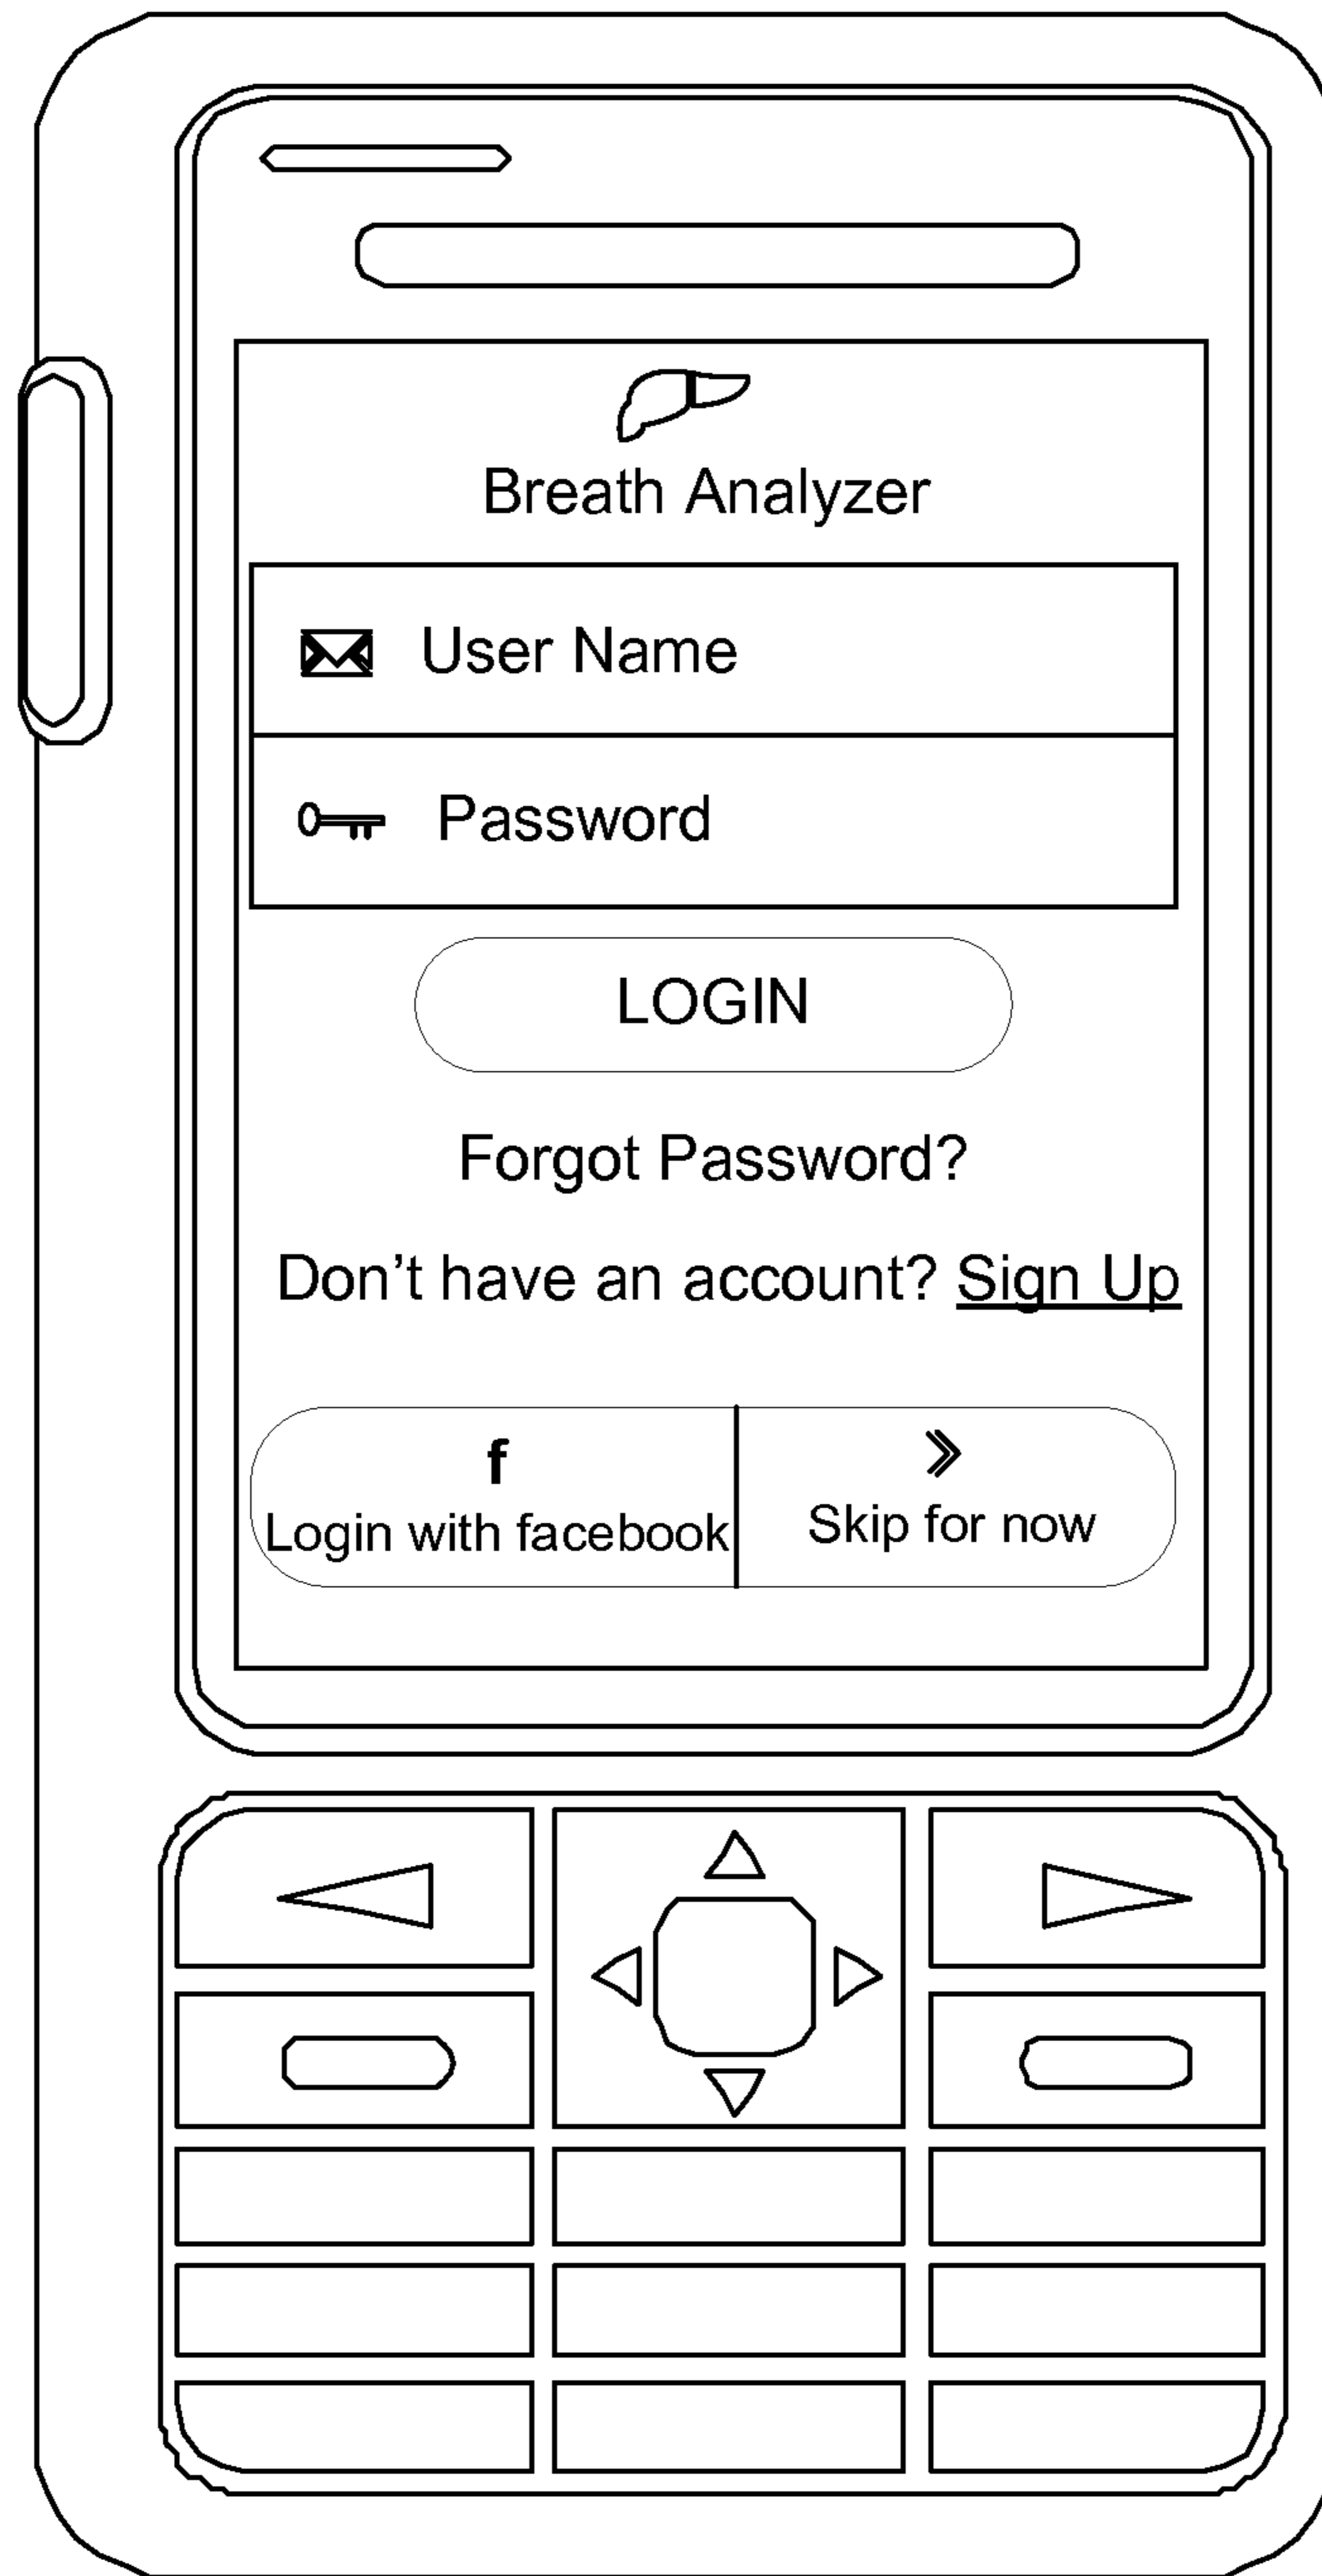 Breath Analyzer
User Name
Password
LOGIN
Forgot Password?
Don't have an account? Sign Up
f
Login with facebook
Skip for now